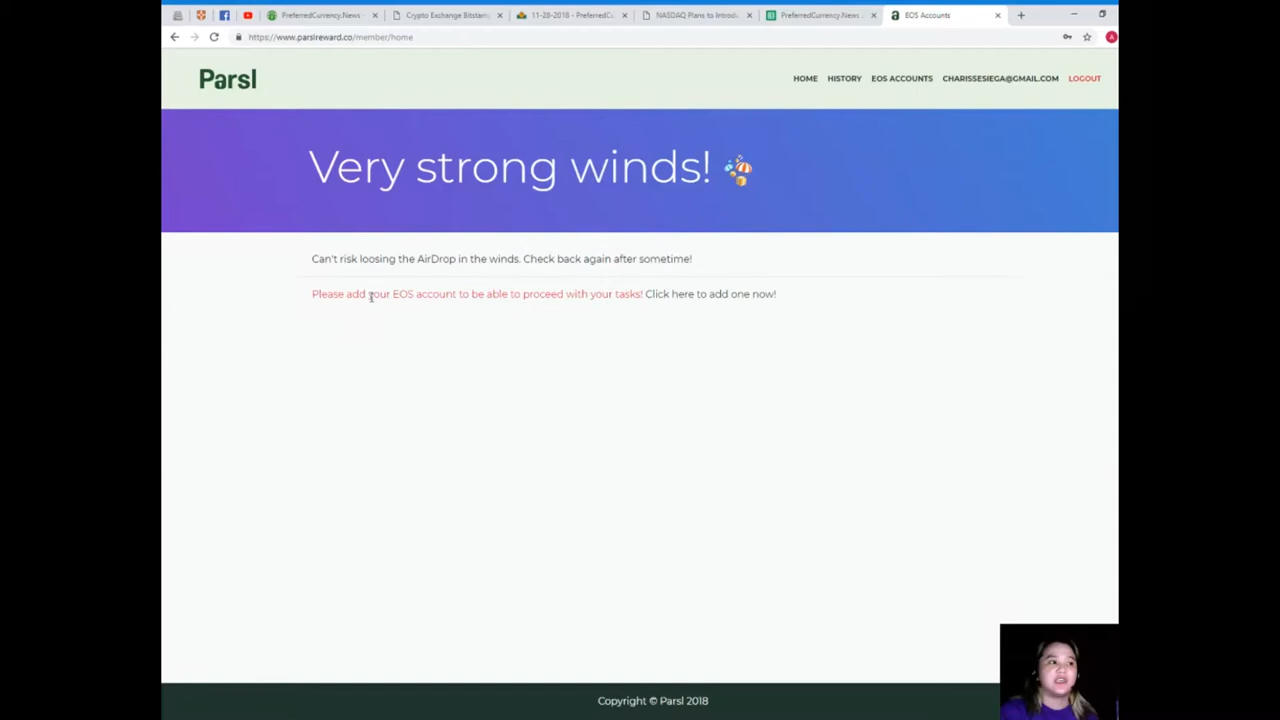 PreferredCurrency.News -
Crypto Exchange Bitstamp
11-28-2018 - PreferredCu
NASDAQ Plans to Introdu
PreferredCurrency.News
EOS Accounts
https://www.parslreward.co/member/home
A
Parsl
HOME
HISTORY
EOS ACCOUNTS
CHARISSESIEGA@GMAIL.COM
LOGOUT
Very strong winds!
Can't risk loosing the AirDrop in the winds. Check back again after sometime!
Please add your EOS account to be able to proceed with your tasks! Click here to add one now!
Copyright © Parsl 2018